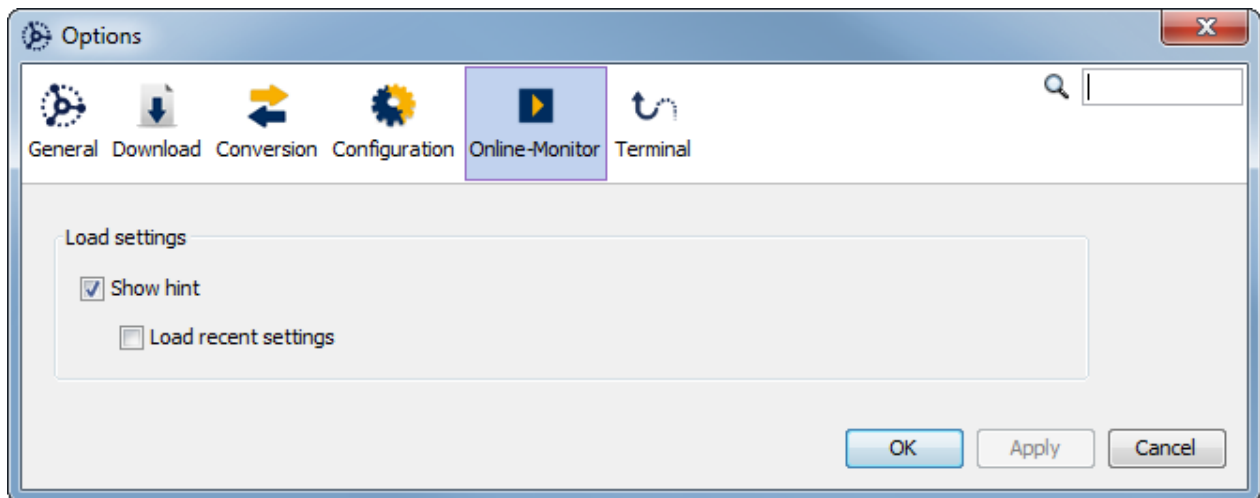 Options
General Download Conversion Configuration Online-Monitor Terminal
Load settings
Show hint
Load recent settings
OK Apply Cancel